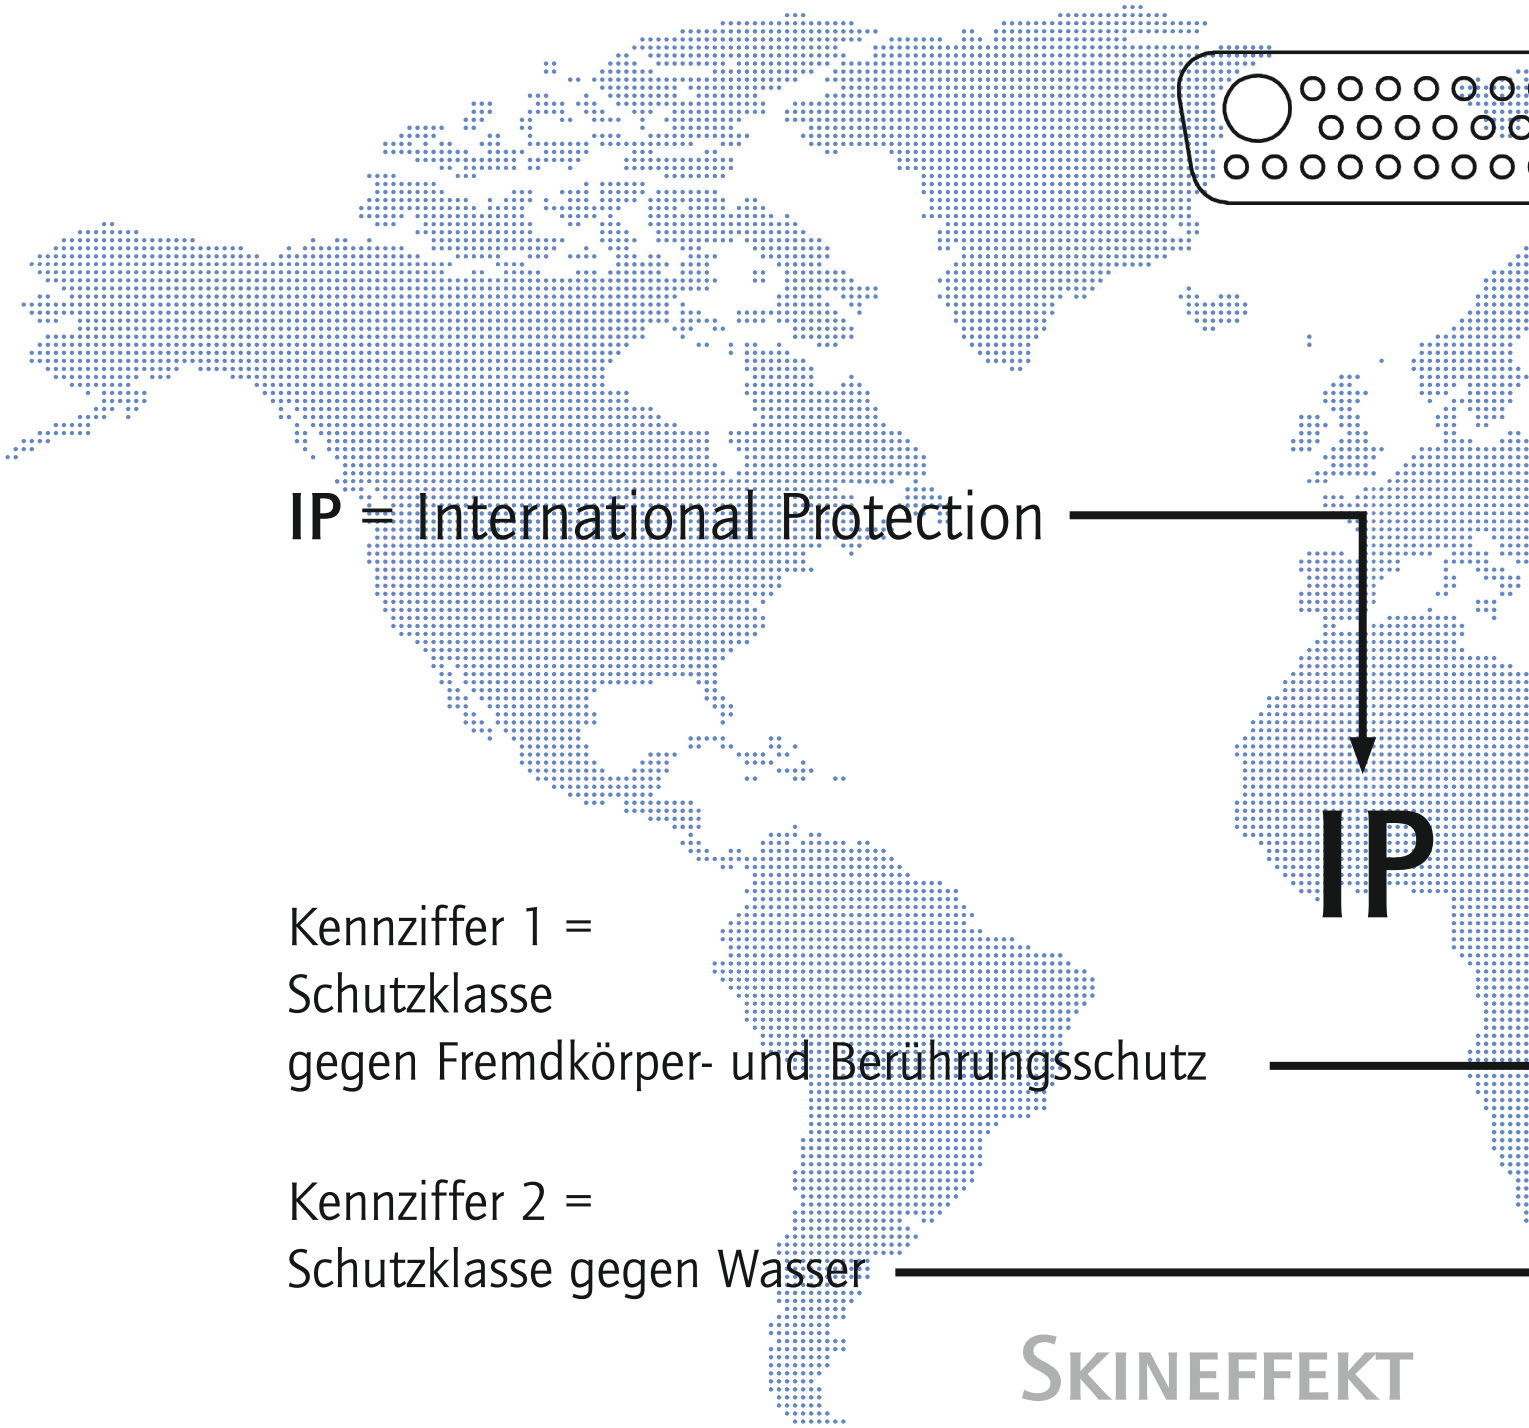 IP = International Protection
IP
Kennziffer 1 =
Schutzklasse
gegen Fremdkörper- und Berührungsschutz
Kennziffer 2 =
Schutzklasse gegen Wasser
SKINEFFEKT